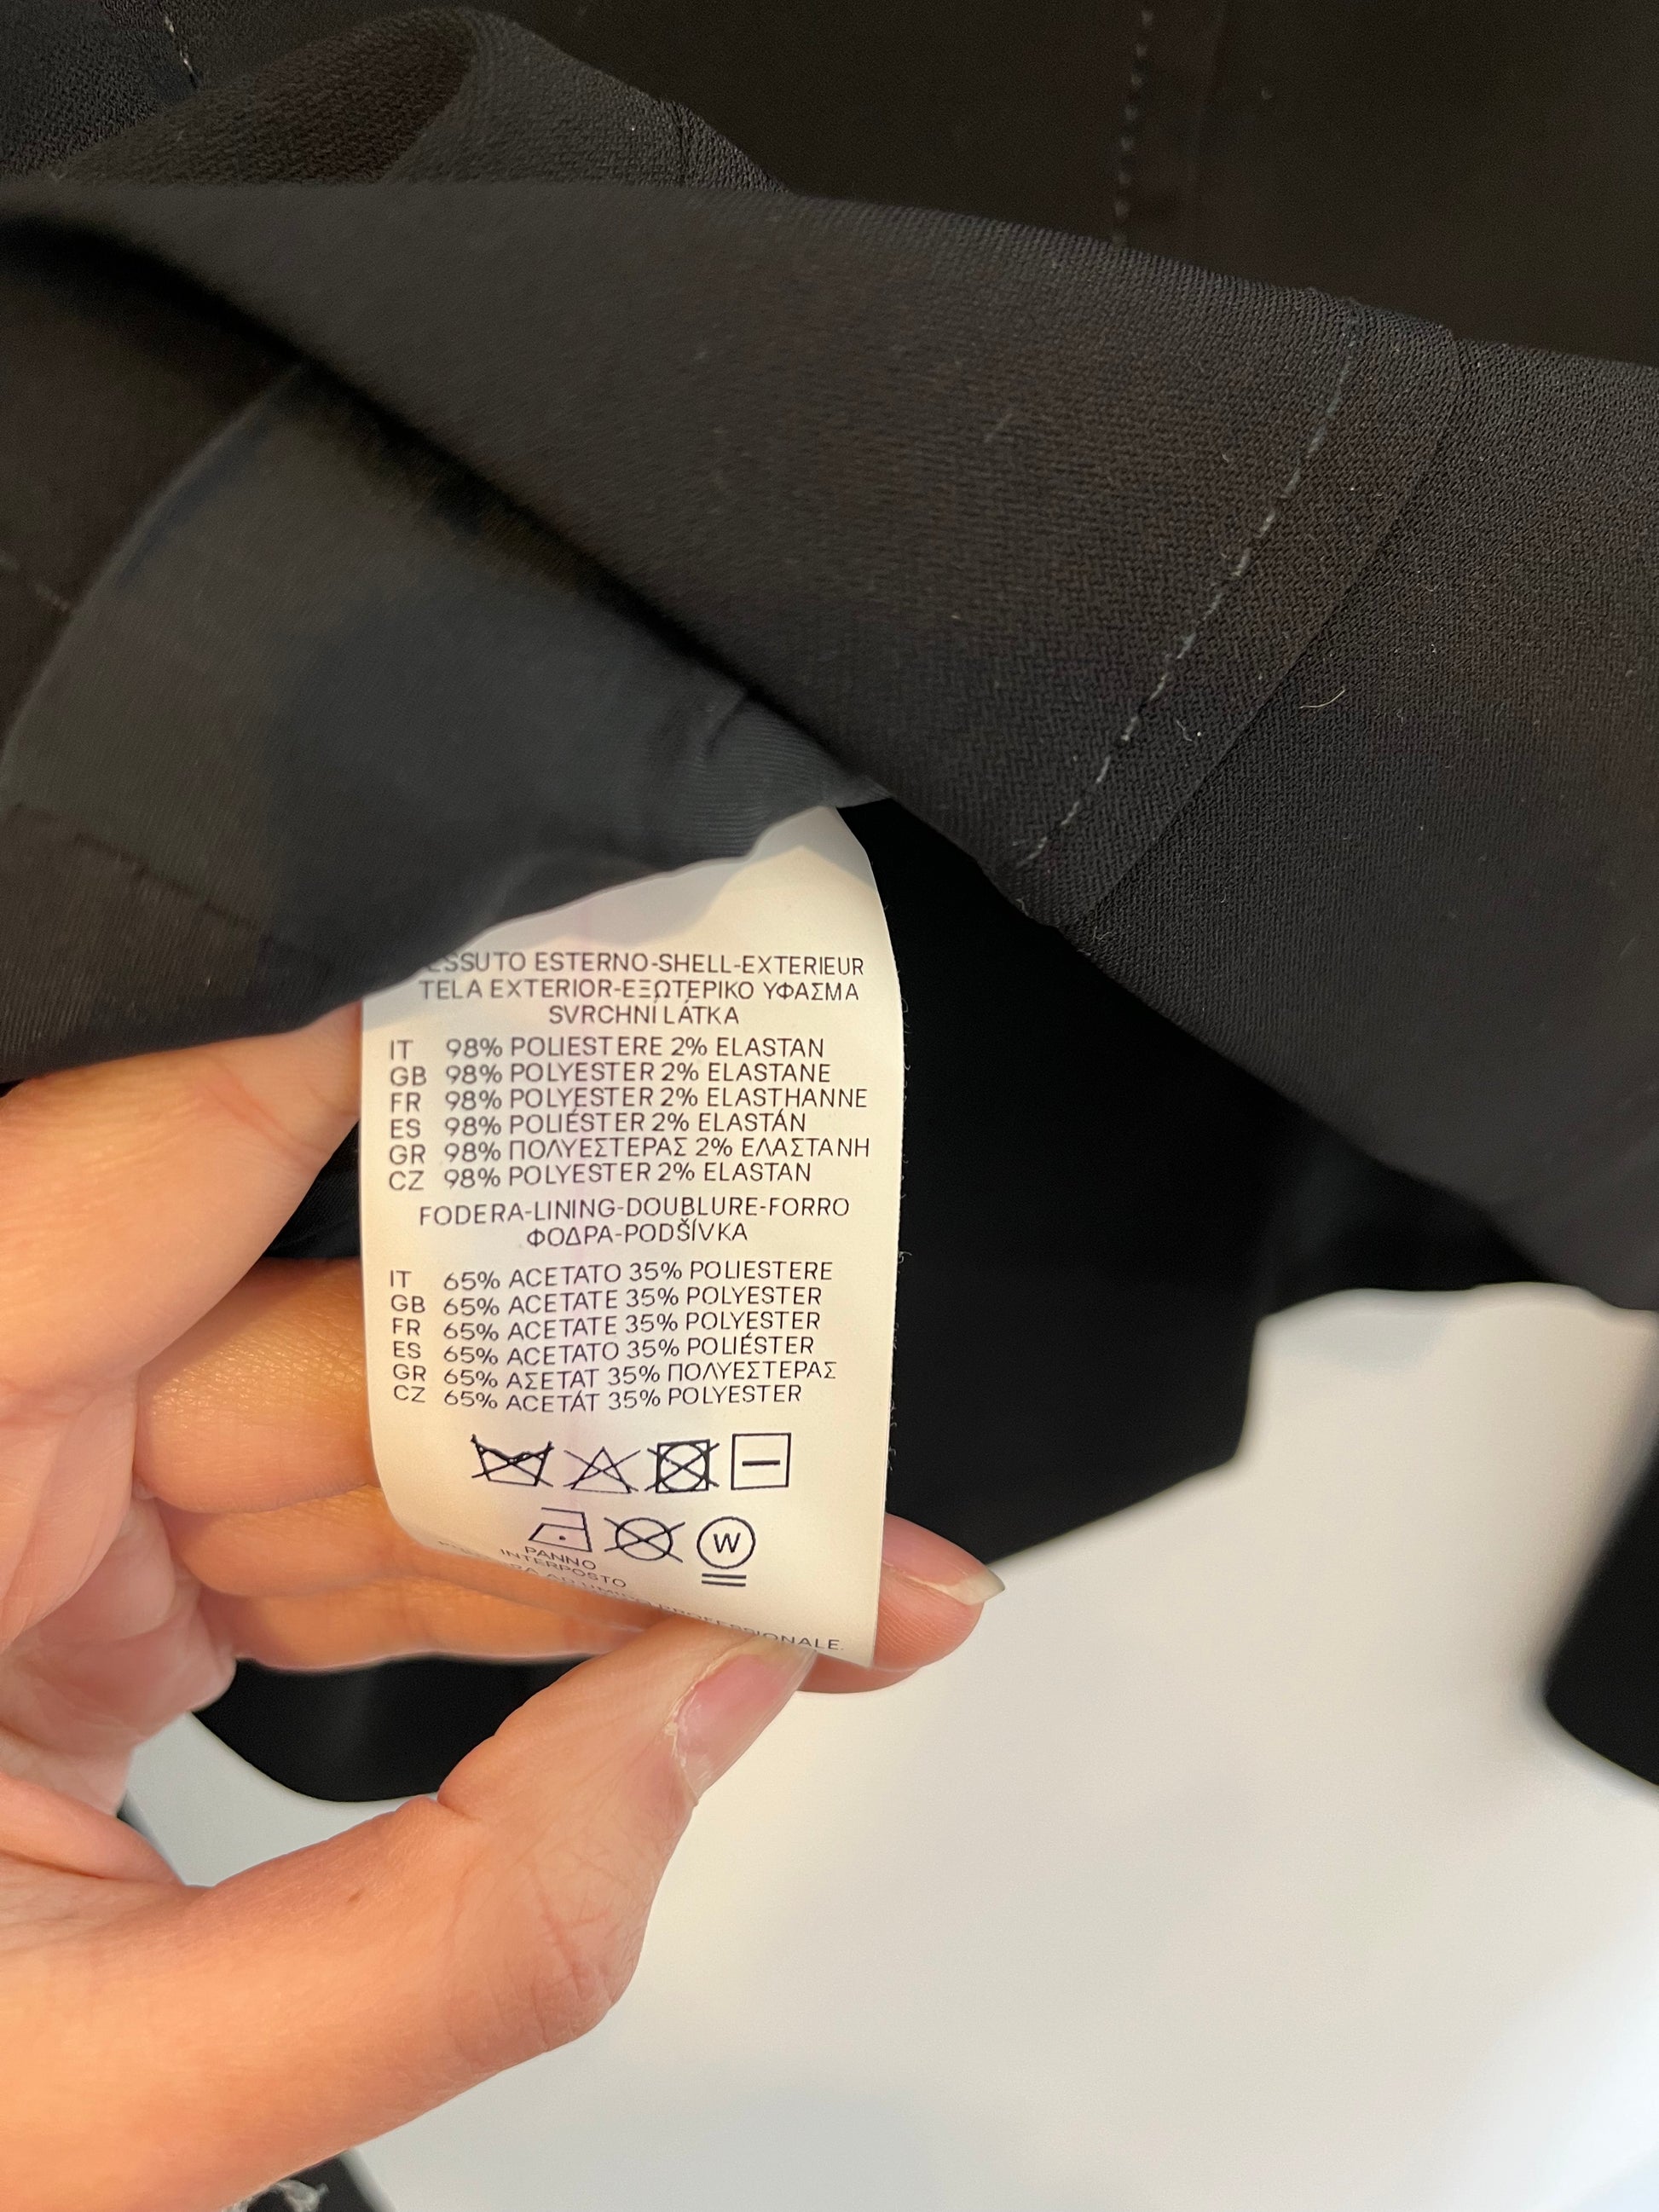 ESSUTO ESTERNO-SHELL-EXTERIEUR
TELA EXTERIOR-ΕΞΩΤΕΡΙΚΟ ΥΦΑΣΜΑ
SVRCHNÍ LÁTKA
IT 98% POLIESTERE 2% ELASTAN
GB 98% POLYESTER 2% ELASTANE
FR 98% POLYESTER 2% ELASTHANNE
ES 98% POLIÉSTER 2% ELASTÁN
GR 98% ΠΟΛΥΕΣΤΕΡΑΣ 2% ΕΛΑΣΤΑΝΗ
CZ 98% POLYESTER 2% ELASTAN
FODERA-LINING-DOUBLURE-FORRO
ΦΟΔΡΑ-PODŠÍVKA
IT 65% ACETATO 35% POLIESTERE
GB 65% ACETATE 35% POLYESTER
FR 65% ACETATE 35% POLYESTER
ES 65% ACETATO 35% POLIÉSTER
GR 65% ΑΣΕΤΑΤ 35% ΠΟΛΥΕΣΤΕΡΑΣ
CZ 65% ACETÁT 35% POLYESTER
W
PANNO
INTERPOSTO